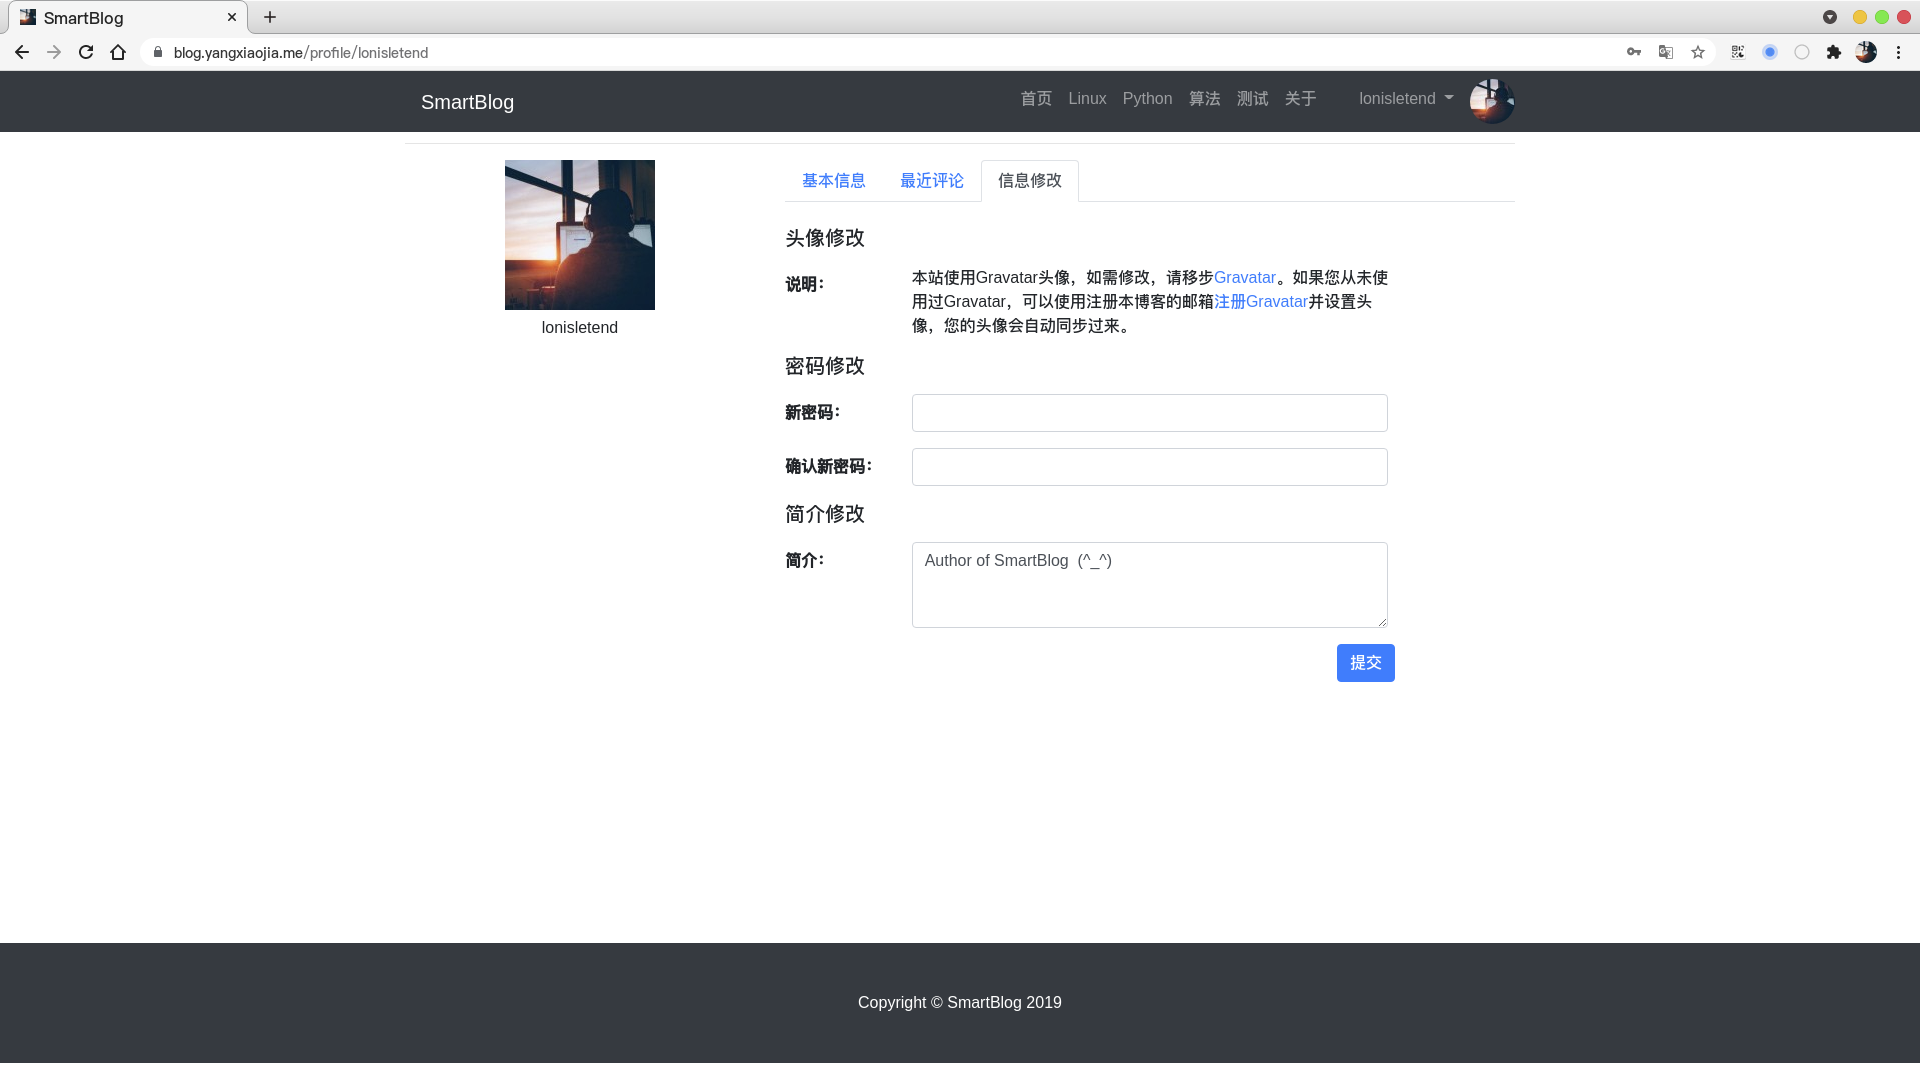 SmartBlog
blog.yangxiaojia.me/profile/lonisletend
SmartBlog
首页 Linux Python 算法 测试 关于 lonisletend
lonisletend
基本信息 最近评论 信息修改
头像修改
说明：
本站使用Gravatar头像，如需修改，请移步Gravatar。如果您从未使
用过Gravatar，可以使用注册本博客的邮箱注册Gravatar并设置头
像，您的头像会自动同步过来。
密码修改
新密码：
确认新密码：
简介修改
简介：
Author of SmartBlog  (^_^)
提交
Copyright © SmartBlog 2019